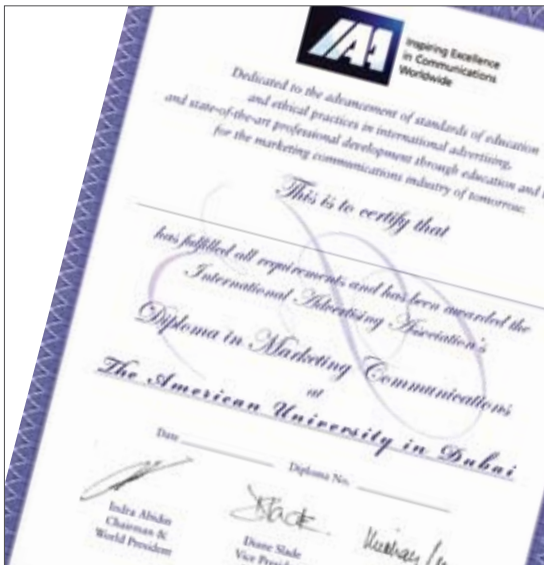 IAA
Inspiring Excellence
in Communications
Worldwide
Dedicated to the advancement of standards of education
and ethical practices in international advertising,
and state-of-the-art professional development through education and
for the marketing communications industry of tomorrow.
This is to certify that
has fulfilled all requirements and has been awarded the
International Advertising Association's
Diploma in Marketing Communications
at
The American University in Dubai
Date
Diploma No.
Indra Abidin
Chairman &
World President
Diane Slade
Vice Presid